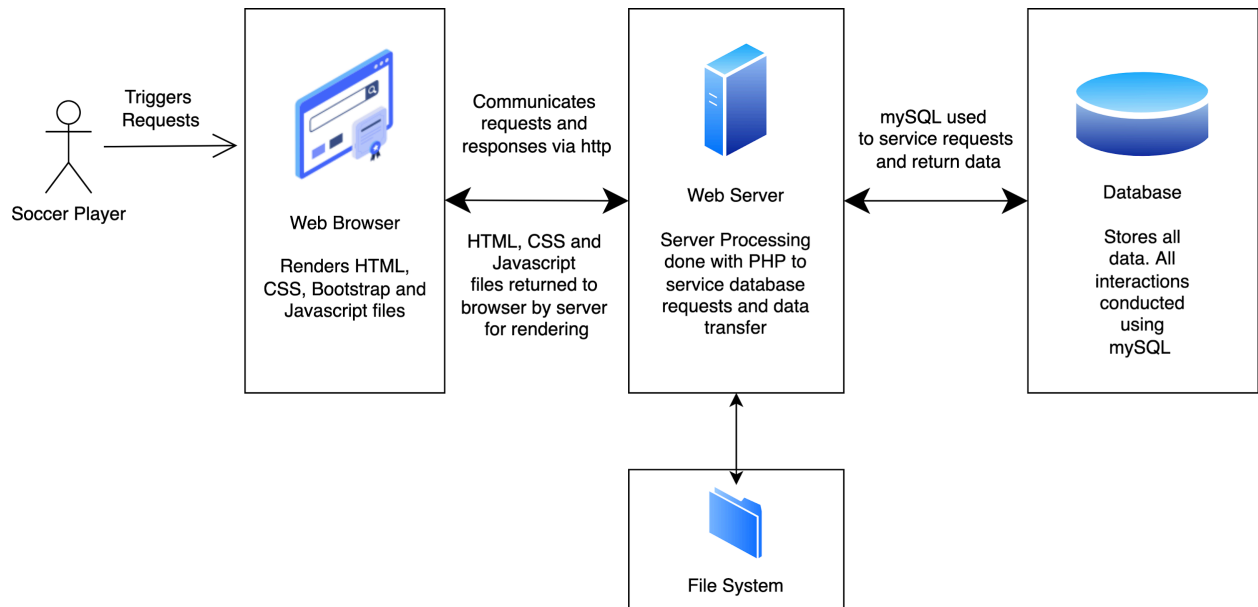 Triggers
Requests
Soccer Player
Web Browser
Renders HTML,
CSS, Bootstrap and
Javascript files
Communicates
requests and
responses via http
HTML, CSS and
Javascript
files returned to
browser by server
for rendering
Web Server
Server Processing
done with PHP to
service database
requests and data
transfer
mySQL used
to service requests
and return data
Database
Stores all
data. All
interactions
conducted
using
mySQL
File System